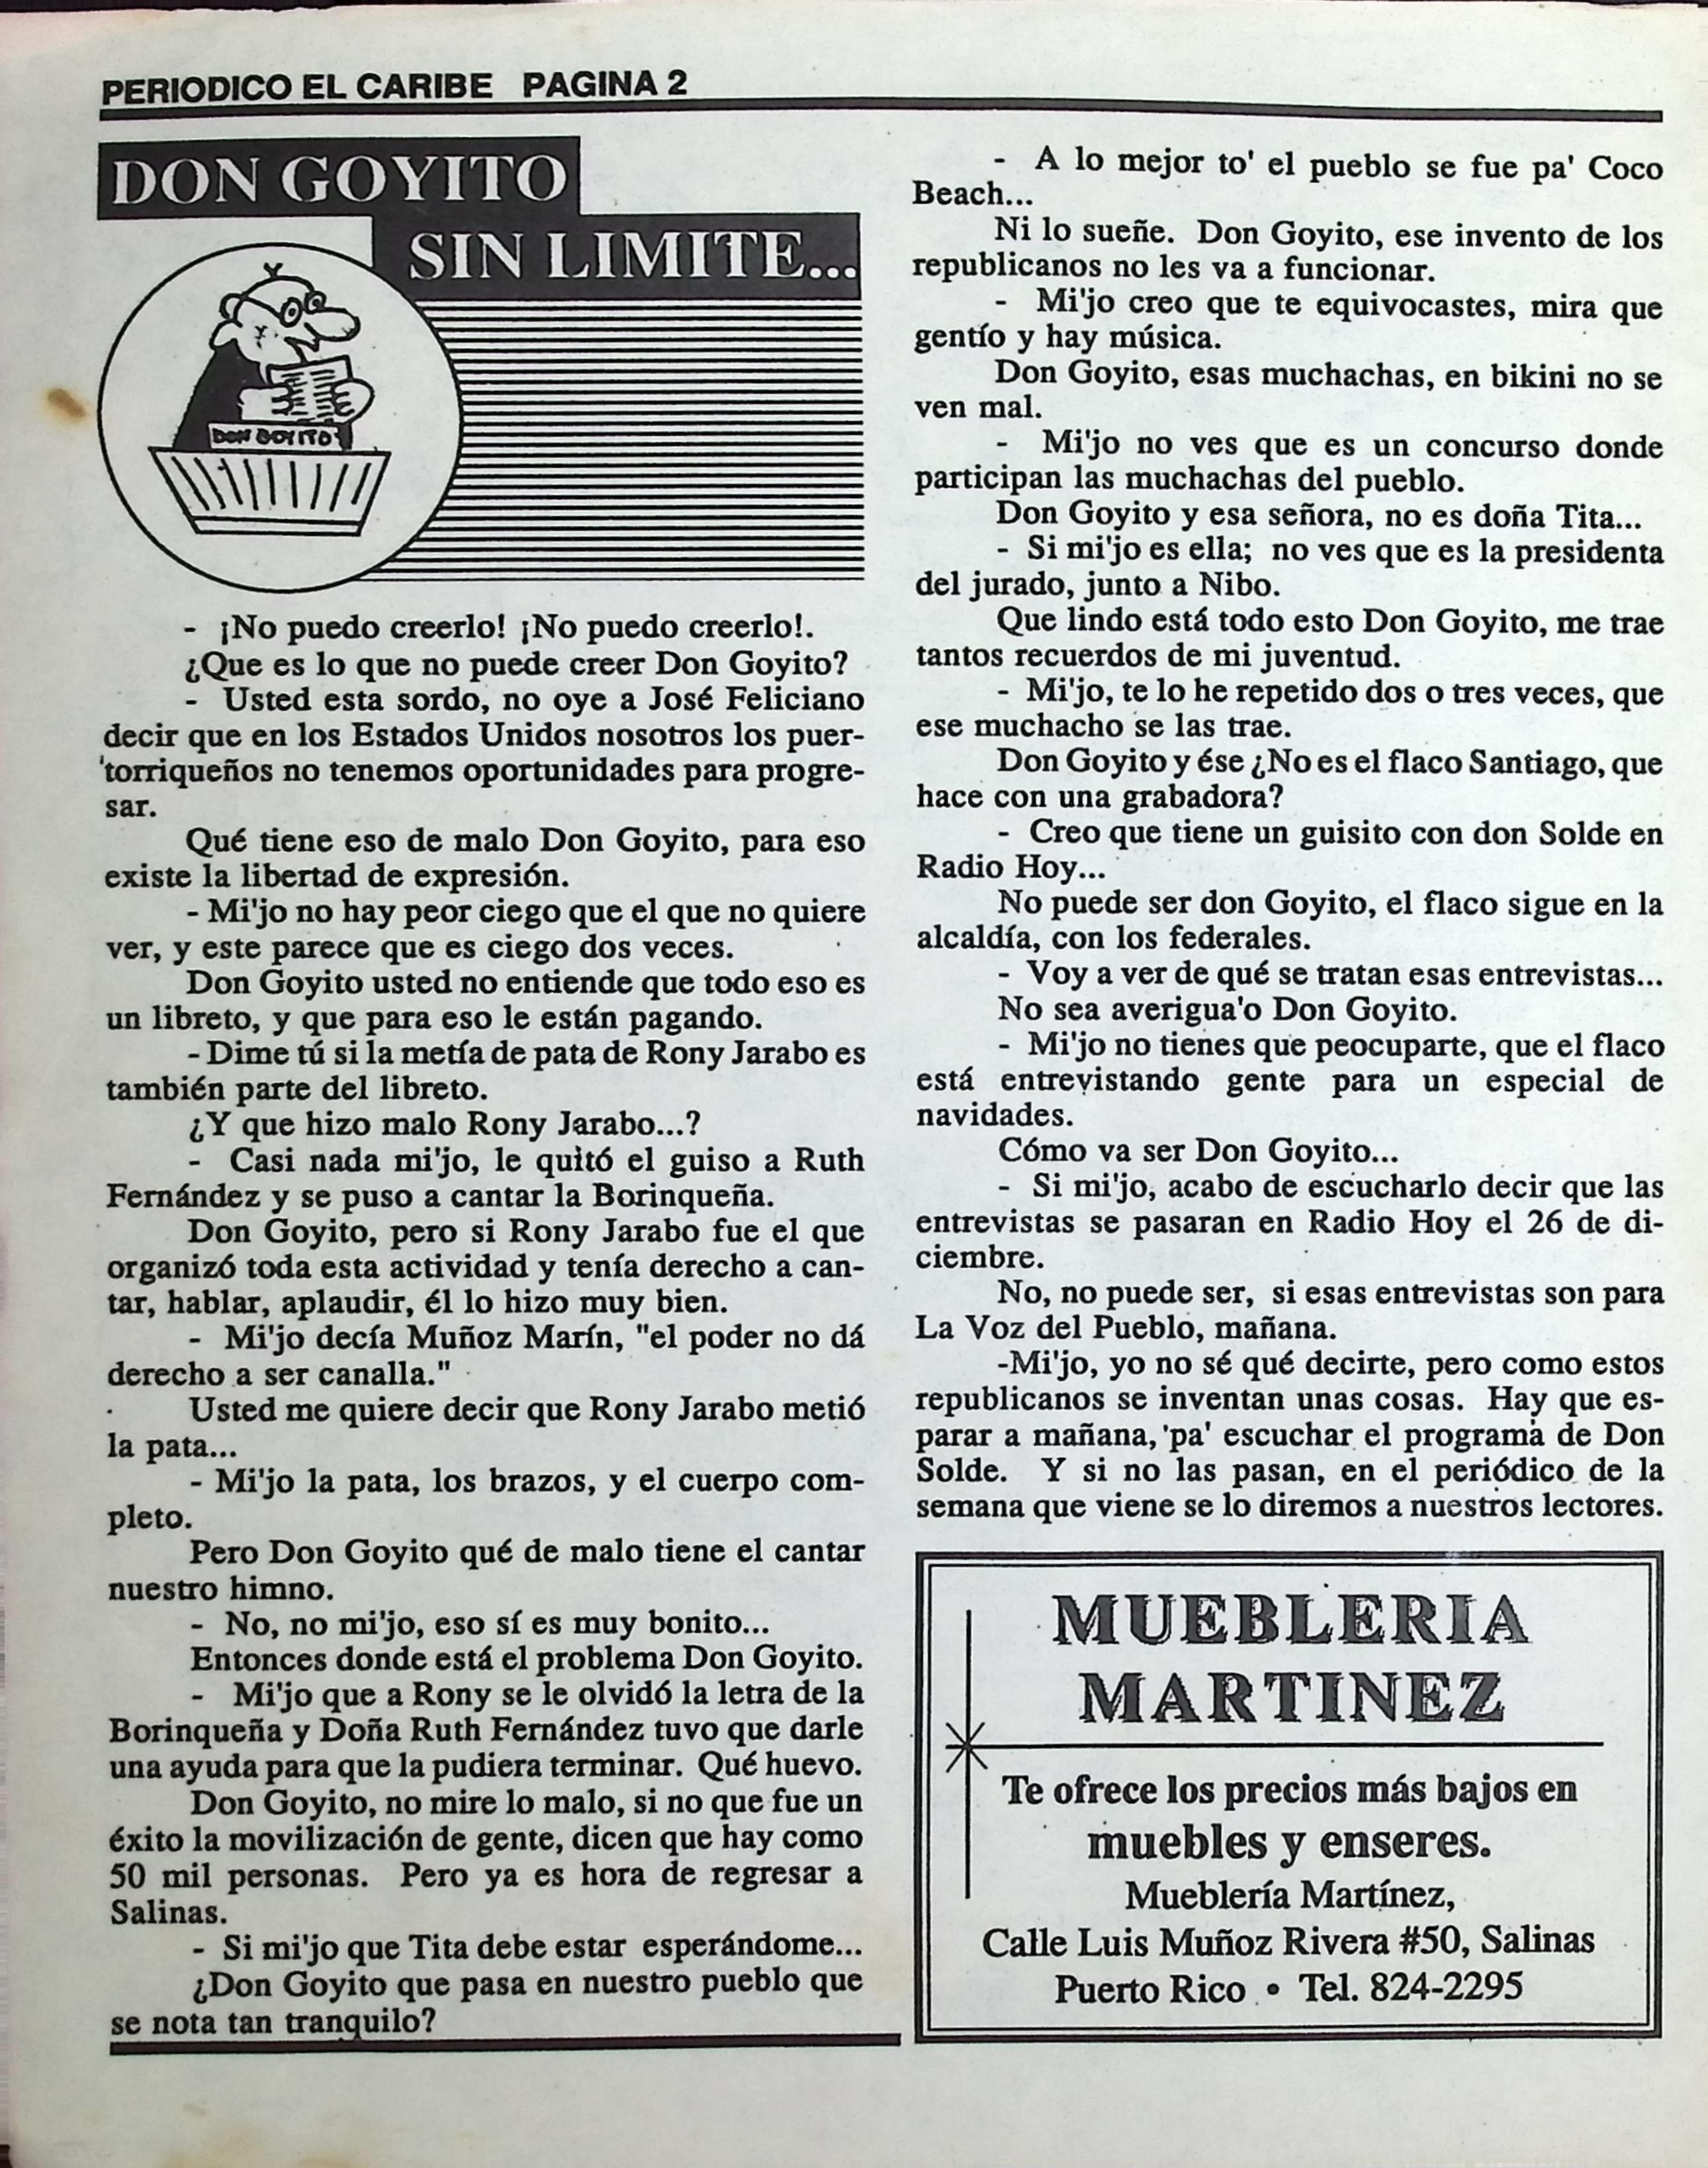 PERIODICO EL CARIBE PAGINA 2
DON GOYITO
SIN LIMITE...
DON GOYITO
- ¡No puedo creerlo! ¡No puedo creerlo!.
¿Que es lo que no puede creer Don Goyito?
- Usted esta sordo, no oye a José Feliciano
decir que en los Estados Unidos nosotros los puer-
torriqueños no tenemos oportunidades para progre-
sar.
Qué tiene eso de malo Don Goyito, para eso
existe la libertad de expresión.
- Mi'jo no hay peor ciego que el que no quiere
ver, y este parece que es ciego dos veces.
Don Goyito usted no entiende que todo eso es
un libreto, y que para eso le están pagando.
- Dime tú si la metía de pata de Rony Jarabo es
también parte del libreto.
¿Y que hizo malo Rony Jarabo...?
- Casi nada mi'jo, le quitó el guiso a Ruth
Fernández y se puso a cantar la Borinqueña.
Don Goyito, pero si Rony Jarabo fue el que
organizó toda esta actividad y tenía derecho a can-
tar, hablar, aplaudir, él lo hizo muy bien.
- Mi'jo decía Muñoz Marín, "el poder no dá
derecho a ser canalla."
Usted me quiere decir que Rony Jarabo metió
la pata...
- Mi'jo la pata, los brazos, y el cuerpo com-
pleto.
Pero Don Goyito qué de malo tiene el cantar
nuestro himno.
- No, no mi'jo, eso sí es muy bonito...
Entonces donde está el problema Don Goyito.
- Mi'jo que a Rony se le olvidó la letra de la
Borinqueña y Doña Ruth Fernández tuvo que darle
una ayuda para que la pudiera terminar. Qué huevo.
Don Goyito, no mire lo malo, si no que fue un
éxito la movilización de gente, dicen que hay como
50 mil personas. Pero ya es hora de regresar a
Salinas.
- Si mi'jo que Tita debe estar esperándome...
¿Don Goyito que pasa en nuestro pueblo que
se nota tan tranquilo?
- A lo mejor to' el pueblo se fue pa' Coco
Beach...
Ni lo sueñe. Don Goyito, ese invento de los
republicanos no les va a funcionar.
- Mi'jo creo que te equivocastes, mira que
gentío y hay música.
Don Goyito, esas muchachas, en bikini no se
ven mal.
- Mi'jo no ves que es un concurso donde
participan las muchachas del pueblo.
Don Goyito y esa señora, no es doña Tita...
- Si mi'jo es ella; no ves que es la presidenta
del jurado, junto a Nibo.
Que lindo está todo esto Don Goyito, me trae
tantos recuerdos de mi juventud.
- Mi'jo, te lo he repetido dos o tres veces, que
ese muchacho se las trae.
Don Goyito y ése ¿No es el flaco Santiago, que
hace con una grabadora?
- Creo que tiene un guisito con don Solde en
Radio Hoy...
No puede ser don Goyito, el flaco sigue en la
alcaldía, con los federales.
- Voy a ver de qué se tratan esas entrevistas...
No sea averigua'o Don Goyito.
- Mi'jo no tienes que peocuparte, que el flaco
está entrevistando gente para un especial de
navidades.
Cómo va ser Don Goyito...
- Si mi'jo, acabo de escucharlo decir que las
entrevistas se pasaran en Radio Hoy el 26 de di-
ciembre.
No, no puede ser, si esas entrevistas son para
La Voz del Pueblo, mañana.
-Mi'jo, yo no sé qué decirte, pero como estos
republicanos se inventan unas cosas. Hay que es-
parar a mañana, 'pa' escuchar el programa de Don
Solde. Y si no las pasan, en el periódico de la
semana que viene se lo diremos a nuestros lectores.
MUEBLERIA
MARTINEZ
Te ofrece los precios más bajos en
muebles y enseres.
Mueblería Martínez,
Calle Luis Muñoz Rivera #50, Salinas
Puerto Rico • Tel. 824-2295